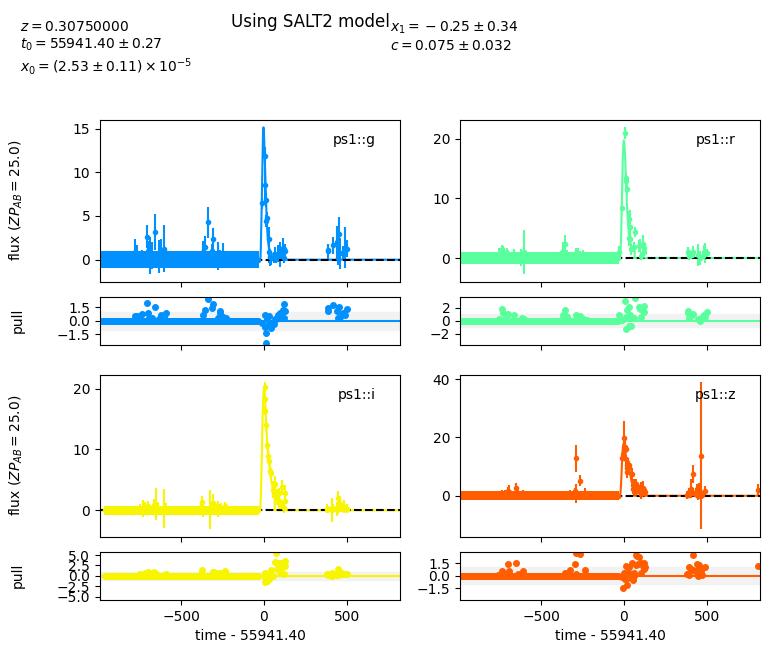 Using SALT2 model
z = 0.30750000
t₀ = 55941.40 ± 0.27
x₀ = (2.53 ± 0.11) × 10⁻⁵
x₁ = −0.25 ± 0.34
c = 0.075 ± 0.032
flux (ZP_AB = 25.0)
15
10
5
0
ps1::g
20
10
0
ps1::r
pull
1.5
0.0
−1.5
2
0
−2
flux (ZP_AB = 25.0)
20
10
0
ps1::i
40
20
0
ps1::z
pull
5.0
2.5
0.0
−2.5
−5.0
1.5
0.0
−1.5
−500 0 500
−500 0 500
time - 55941.40
time - 55941.40